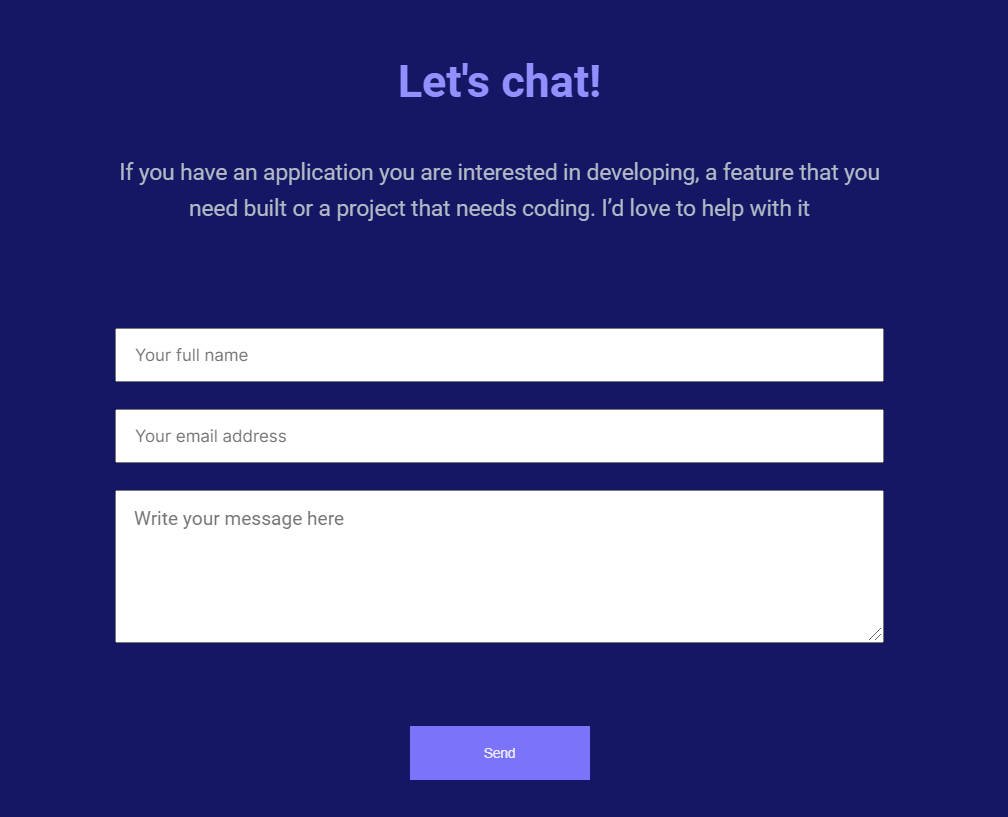 Let's chat!
If you have an application you are interested in developing, a feature that you
need built or a project that needs coding. I’d love to help with it
Your full name
Your email address
Write your message here
Send